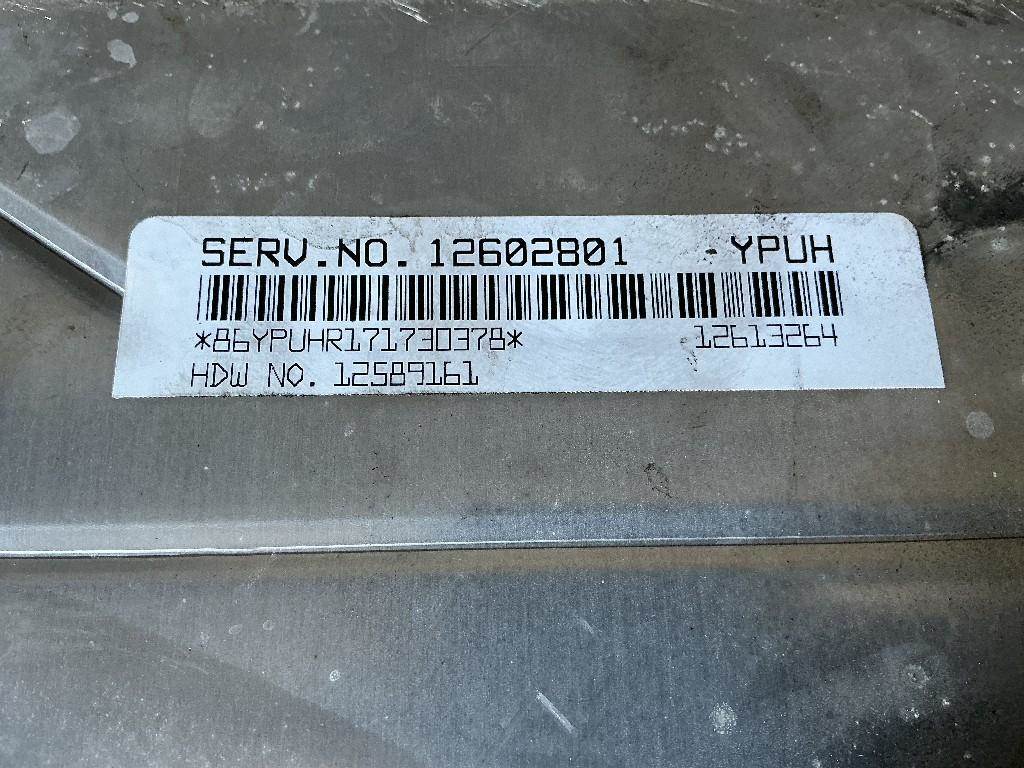 SERV.NO. 12602801 - YPUH
*86YPUHR171730378* 12613264
HDW NO. 12589161